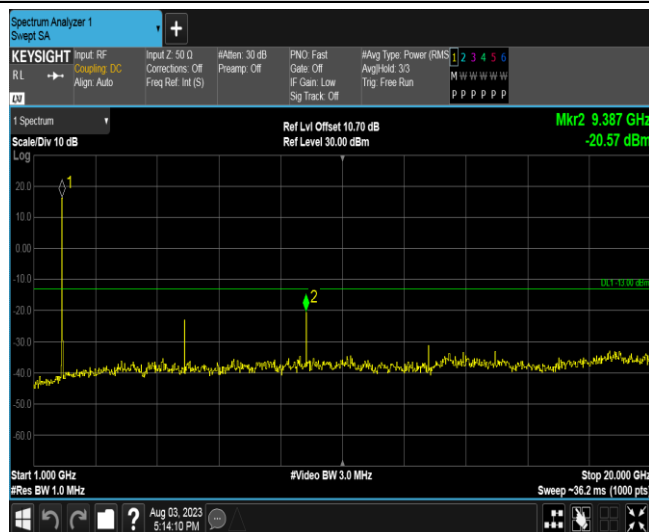 Spectrum Analyzer 1
Swept SA
+
KEYSIGHT Input: RF Input Z: 50 Ω #Atten: 30 dB PNO: Fast #Avg Type: Power (RMS 1 2 3 4 5 6
RL Coupling: DC Corrections: Off Preamp: Off Gate: Off Avg|Hold: 3/3 M W W W W W
Align: Auto Freq Ref: Int (S) IF Gain: Low Trig: Free Run
LXI Sig Track: Off P P P P P P
1 Spectrum Ref Lvl Offset 10.70 dB Mkr2 9.387 GHz
Scale/Div 10 dB Ref Level 30.00 dBm -20.57 dBm
Log
20.0 1
10.0
0.00
-10.0 DL1 -13.00 dBm
2
-20.0
-30.0
-40.0
-50.0
-60.0
Start 1.000 GHz #Video BW 3.0 MHz Stop 20.000 GHz
#Res BW 1.0 MHz Sweep ~36.2 ms (1000 pts)
? Aug 03, 2023
5:14:10 PM